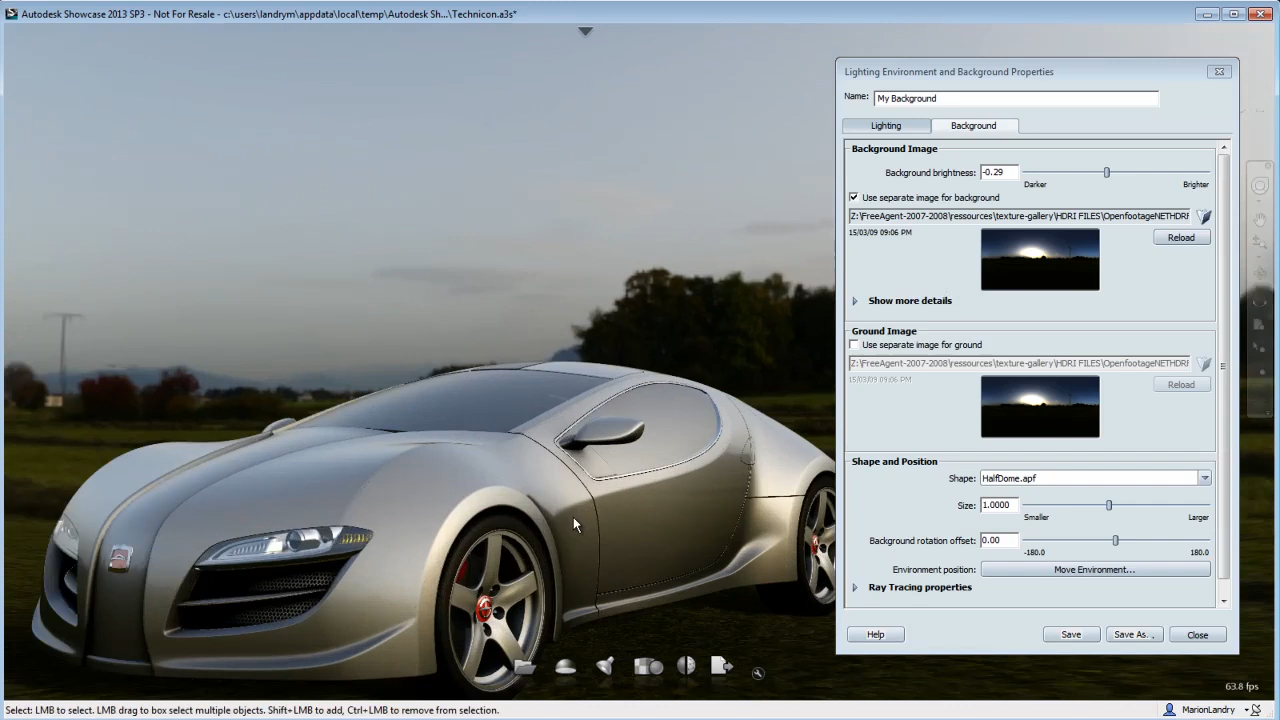 Autodesk Showcase 2013 SP3 - Not For Resale - c:\users\landrym\appdata\local\temp\Autodesk Sh...\Technicon.a3s*
Lighting Environment and Background Properties
Name: My Background
Lighting Background
Background Image
Background brightness: -0.29
Darker Brighter
Use separate image for background
Z:\FreeAgent-2007-2008\ressources\texture-gallery\HDRI FILES\OpenfootageNETHDRF
15/03/09 09:06 PM Reload
Show more details
Ground Image
Use separate image for ground
Z:\FreeAgent-2007-2008\ressources\texture-gallery\HDRI FILES\OpenfootageNETHDRF
15/03/09 09:06 PM Reload
Shape and Position
Shape: HalfDome.apf
Size: 1.0000
Smaller Larger
Background rotation offset: 0.00
-180.0 180.0
Environment position: Move Environment...
Ray Tracing properties
Help Save Save As... Close
63.8 fps
Select: LMB to select. LMB drag to box select multiple objects. Shift+LMB to add, Ctrl+LMB to remove from selection. MarionLandry